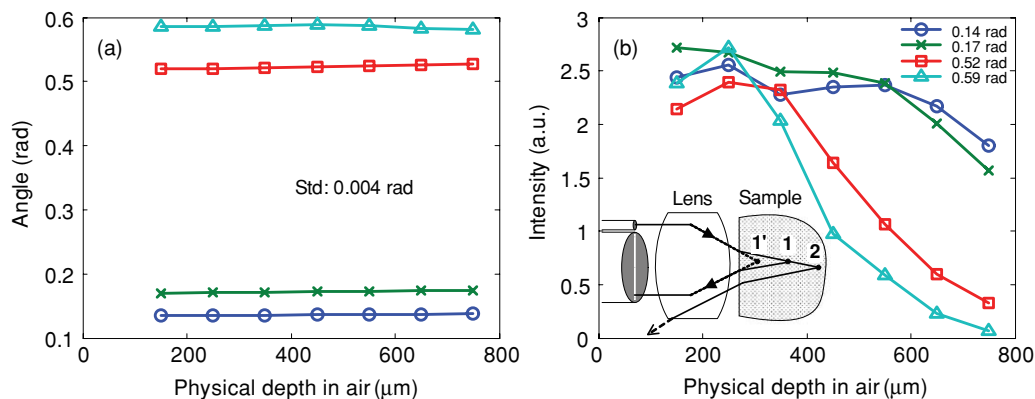 (a)
0.6
0.5
0.4
0.3
0.2
0.1
0
200
400
600
800
Angle (rad)
Physical depth in air (μm)
Std: 0.004 rad
(b)
3
2.5
2
1.5
1
0.5
0
0
200
400
600
800
Intensity (a.u.)
Physical depth in air (μm)
0.14 rad
0.17 rad
0.52 rad
0.59 rad
Lens
Sample
1'
1
2